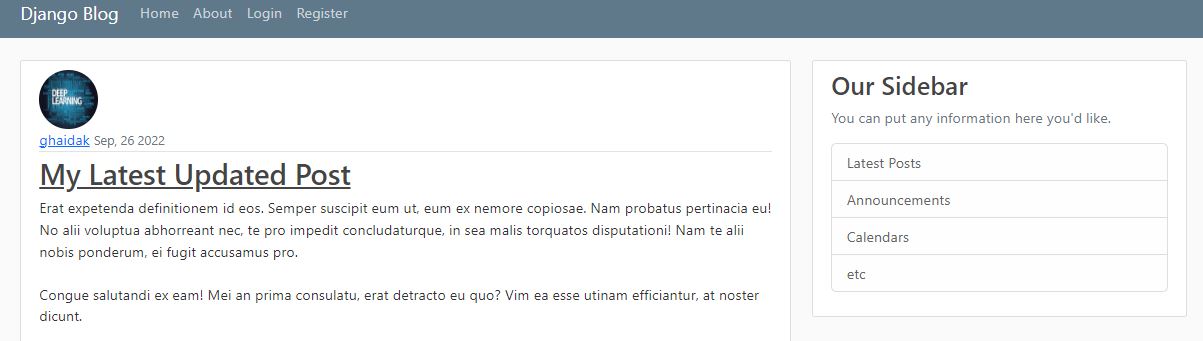 Django Blog Home About Login Register
DEEP
LEARNING
ghaidak Sep, 26 2022
My Latest Updated Post
Erat expetenda definitionem id eos. Semper suscipit eum ut, eum ex nemore copiosae. Nam probatus pertinacia eu!
No alii voluptua abhorreant nec, te pro impedit concludaturque, in sea malis torquatos disputationi! Nam te alii
nobis ponderum, ei fugit accusamus pro.
Congue salutandi ex eam! Mei an prima consulatu, erat detracto eu quo? Vim ea esse utinam efficiantur, at noster
dicunt.
Our Sidebar
You can put any information here you'd like.
Latest Posts
Announcements
Calendars
etc